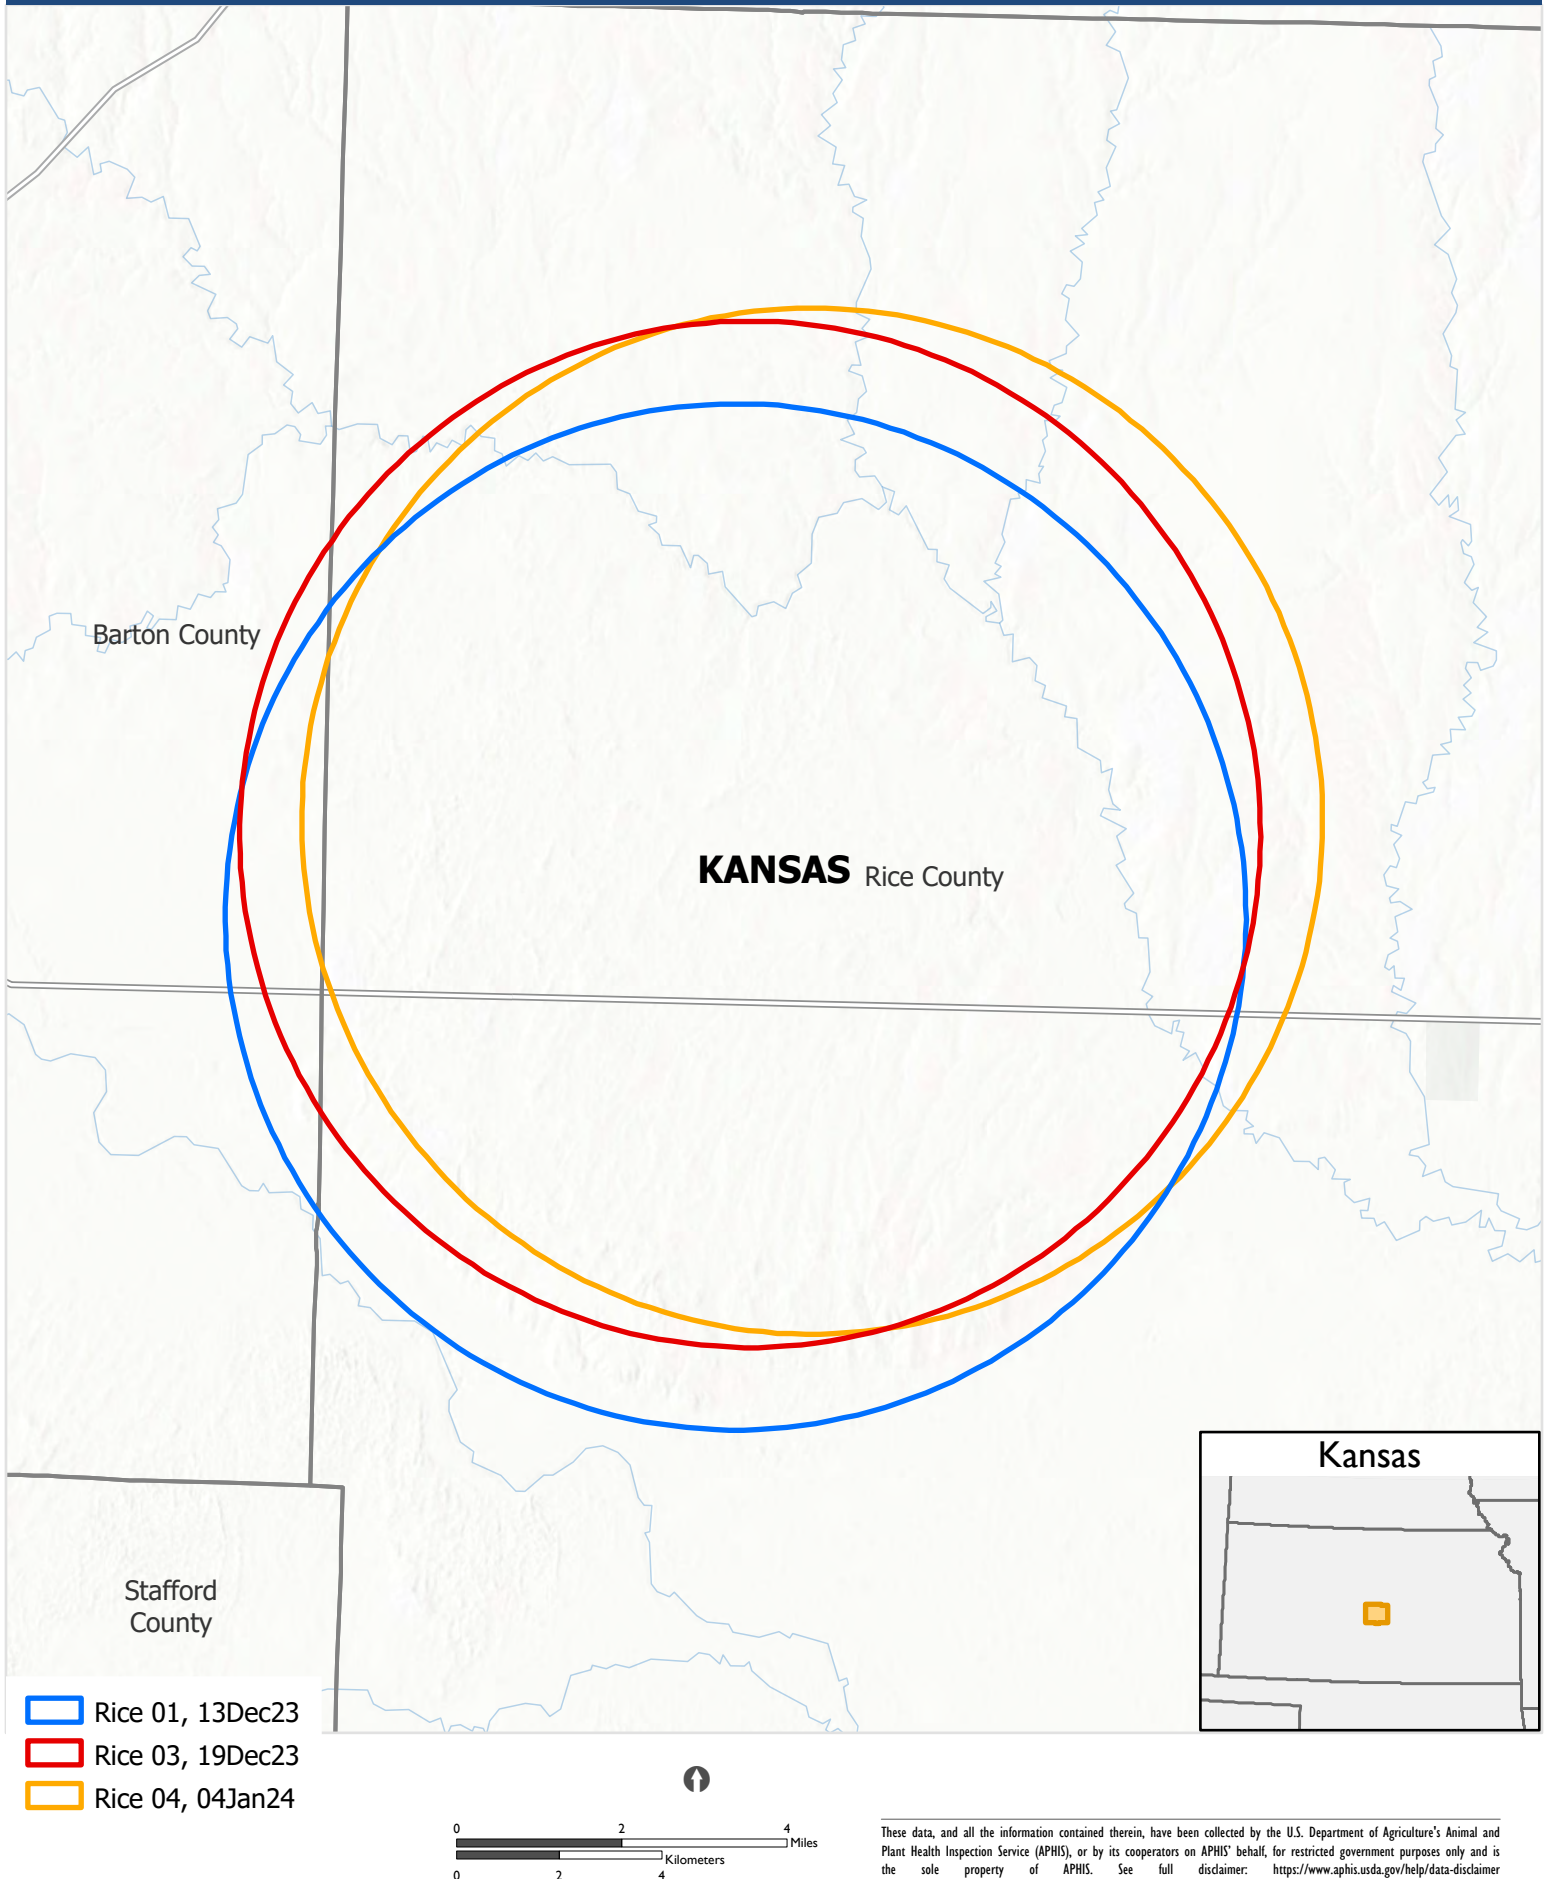 Barton County
KANSAS Rice County
Kansas
Stafford
County
Rice 01, 13Dec23
Rice 03, 19Dec23
Rice 04, 04Jan24
0 2 4
Miles
Kilometers
0 2 4
These data, and all the information contained therein, have been collected by the U.S. Department of Agriculture's Animal and
Plant Health Inspection Service (APHIS), or by its cooperators on APHIS' behalf, for restricted government purposes only and is
the sole property of APHIS. See full disclaimer: https://www.aphis.usda.gov/help/data-disclaimer